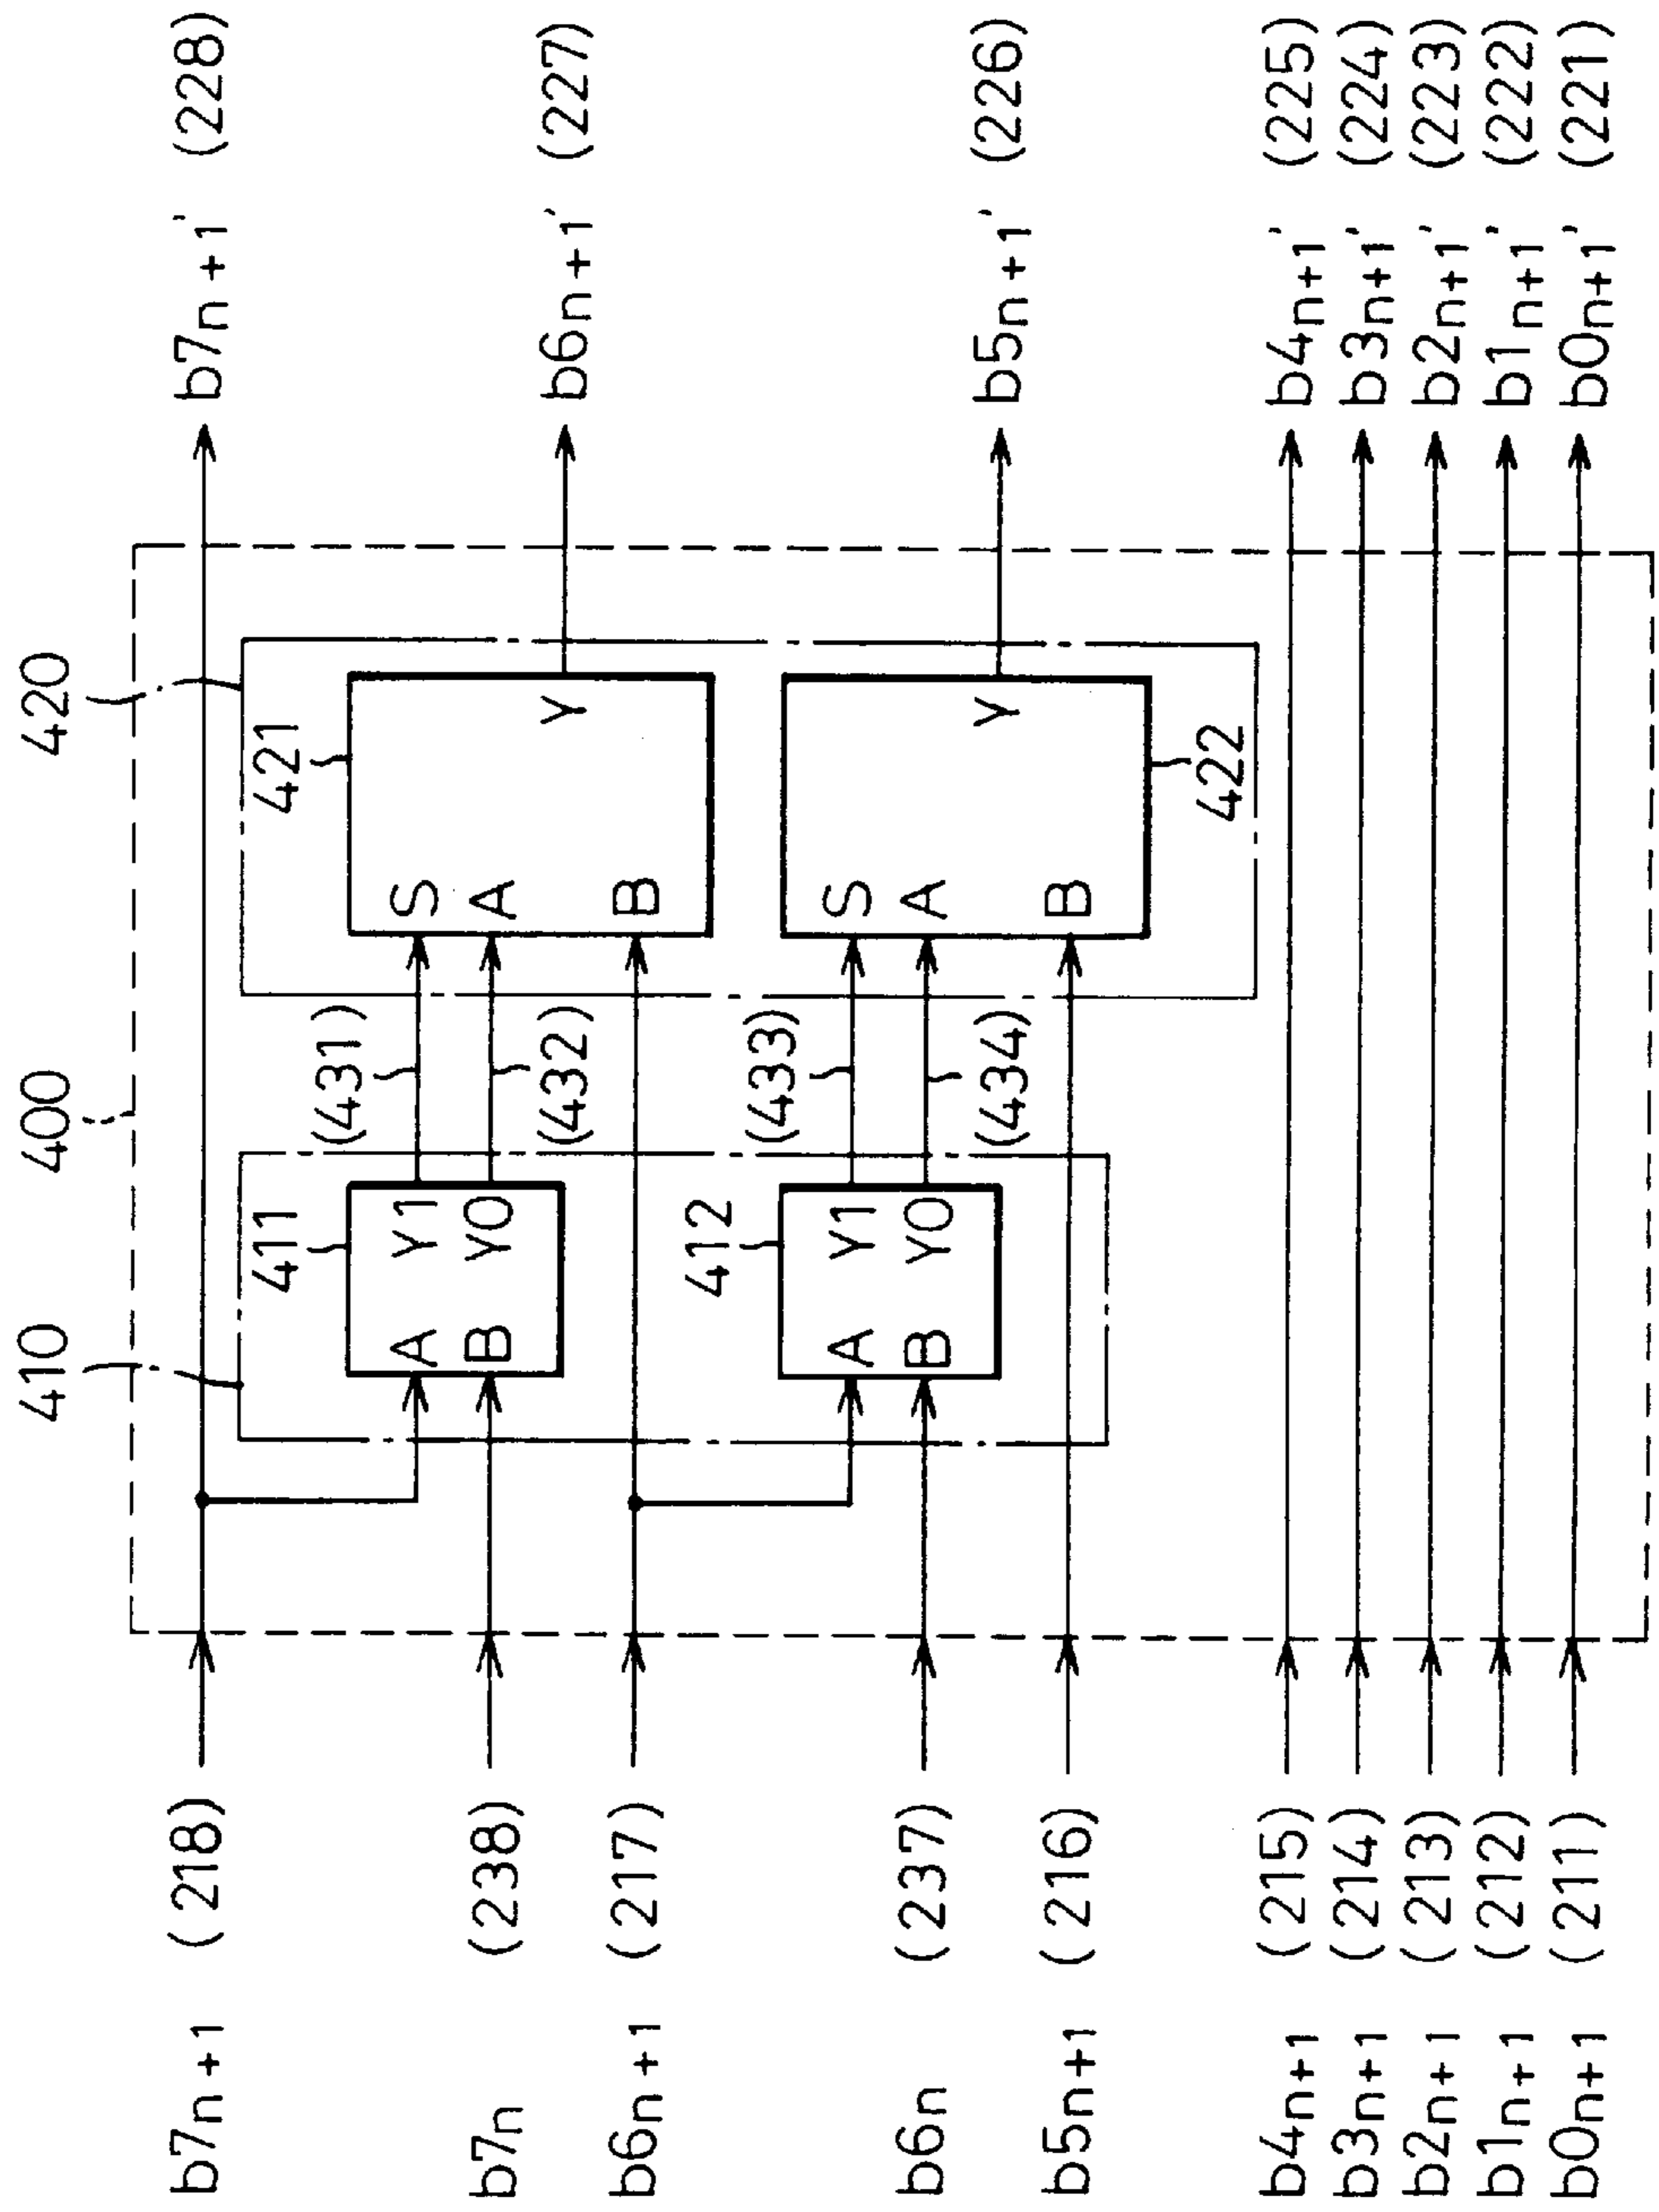 410
400
420
b7n+1 (218)
b7n+1' (228)
411
A Y1
B Y0
(431)
(432)
421
S
A
B
Y
b7n (238)
b6n+1 (217)
b6n+1' (227)
412
A Y1
B Y0
(433)
(434)
S
A
B
Y
422
b6n (237)
b5n+1 (216)
b5n+1' (226)
b4n+1 (215)
b4n+1' (225)
b3n+1 (214)
b3n+1' (224)
b2n+1 (213)
b2n+1' (223)
b1n+1 (212)
b1n+1' (222)
b0n+1 (211)
b0n+1' (221)